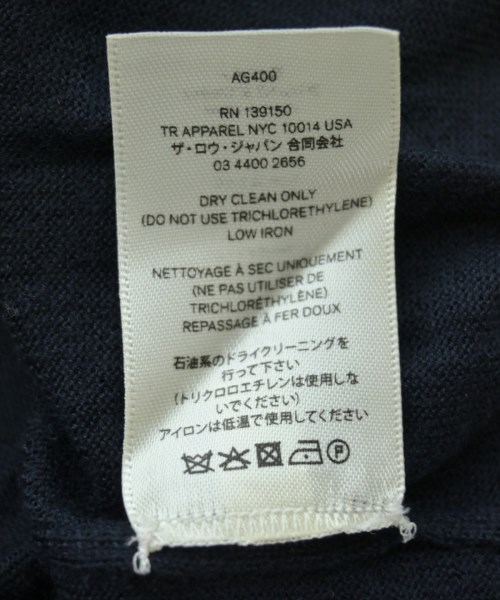 AG400
RN 139150
TR APPAREL NYC 10014 USA
ザ・ロウ・ジャパン 合同会社
03 4400 2656
DRY CLEAN ONLY
(DO NOT USE TRICHLORETHYLENE)
LOW IRON
NETTOYAGE À SEC UNIQUEMENT
(NE PAS UTILISER DE
TRICHLORÉTHYLÈNE)
REPASSAGE À FER DOUX
石油系のドライクリーニングを
行って下さい
(トリクロロエチレンは使用しな
いでください)
アイロンは低温で使用してください
P